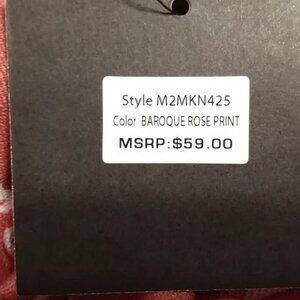 Style M2MKN425
Color BAROQUE ROSE PRINT
MSRP:$59.00